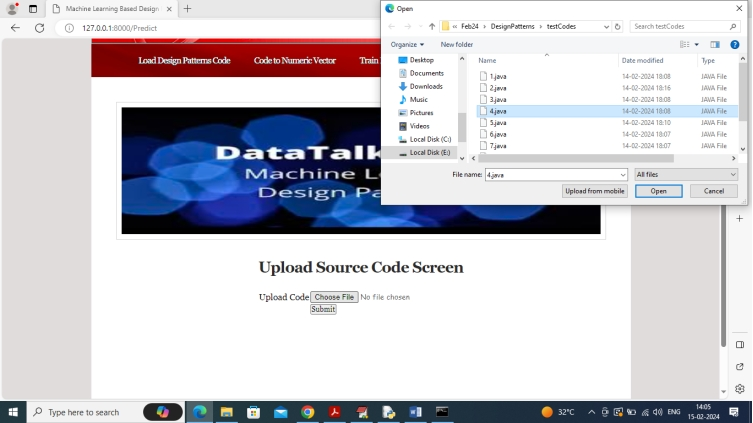 Machine Learning Based Design
127.0.0.1:8000/Predict
Load Design Patterns Code
Code to Numeric Vector
DataTalk
Design Pa
Upload Source Code Screen
Upload Code Choose File No file chosen
Submit
Open
Feb24 > DesignPatterns > testCodes
Search testCodes
Organize
New folder
Desktop
Documents
Downloads
Music
Pictures
Videos
Local Disk (C:)
Local Disk (E:)
Name Date modified Type
1.java 14-02-2024 18:08 JAVA File
2.java 14-02-2024 18:16 JAVA File
3.java 14-02-2024 18:08 JAVA File
4.java 14-02-2024 18:08 JAVA File
5.java 14-02-2024 18:10 JAVA File
6.java 14-02-2024 18:07 JAVA File
7.java 14-02-2024 18:07 JAVA File
File name: 4.java All files
Upload from mobile Open Cancel
Type here to search
32°C
ENG
14:05
15-02-2024